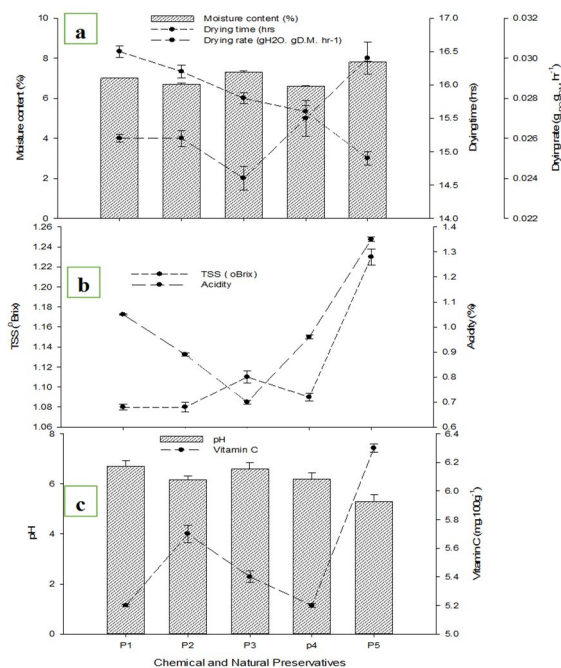 a
Moisture content (%)
Drying time (hrs
Drying rate (gH2O. gD.M. hr-1)
10
8
6
4
2
0
Moisture content (%)
17.0
16.5
16.0
15.5
15.0
14.5
14.0
Drying time (hrs)
0.034
0.030
0.028
0.026
0.024
0.022
b
TSS ( oBrix)
Acidity
1.26
1.24
1.22
1.20
1.18
1.16
1.14
1.12
1.10
1.08
1.06
TSS (°Brix)
1.4
1.3
1.2
1.1
1.0
0.9
0.8
0.7
0.6
Acidity (%)
c
pH
Vitamin C
8
6
4
2
0
pH
6.4
6.2
6.0
5.8
5.6
5.4
5.2
5.0
Vitamin C (mg.100g-1)
P1 P2 P3 p4 P5
Chemical and Natural Preservatives